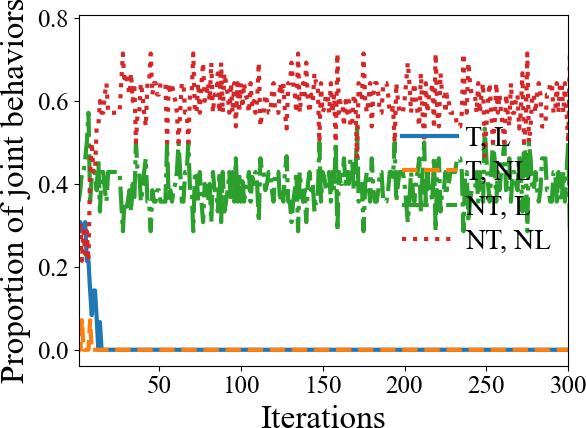 Proportion of joint behaviors
0.8
0.6
0.4
0.2
0.0
T, L
T, NL
NT, L
NT, NL
50
100
150
200
250
300
Iterations